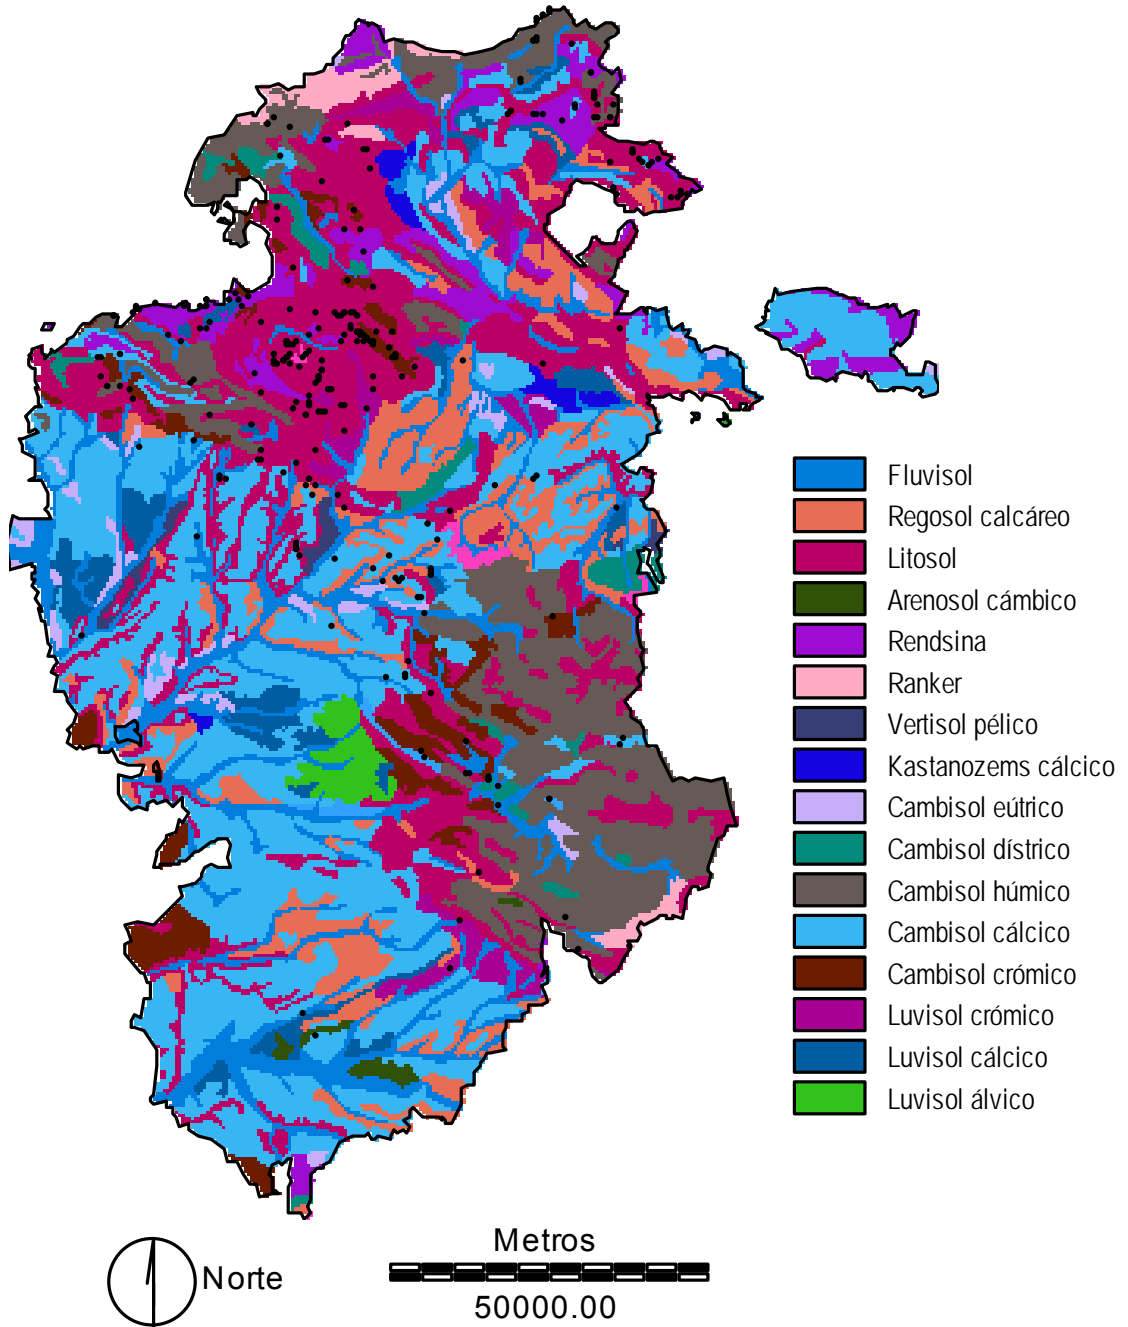 Fluvisol
Regosol calcáreo
Litosol
Arenosol cámbico
Rendsina
Ranker
Vertisol pélico
Kastanozems cálcico
Cambisol eútrico
Cambisol dístrico
Cambisol húmico
Cambisol cálcico
Cambisol crómico
Luvisol crómico
Luvisol cálcico
Luvisol álvico
Metros
Norte
50000.00